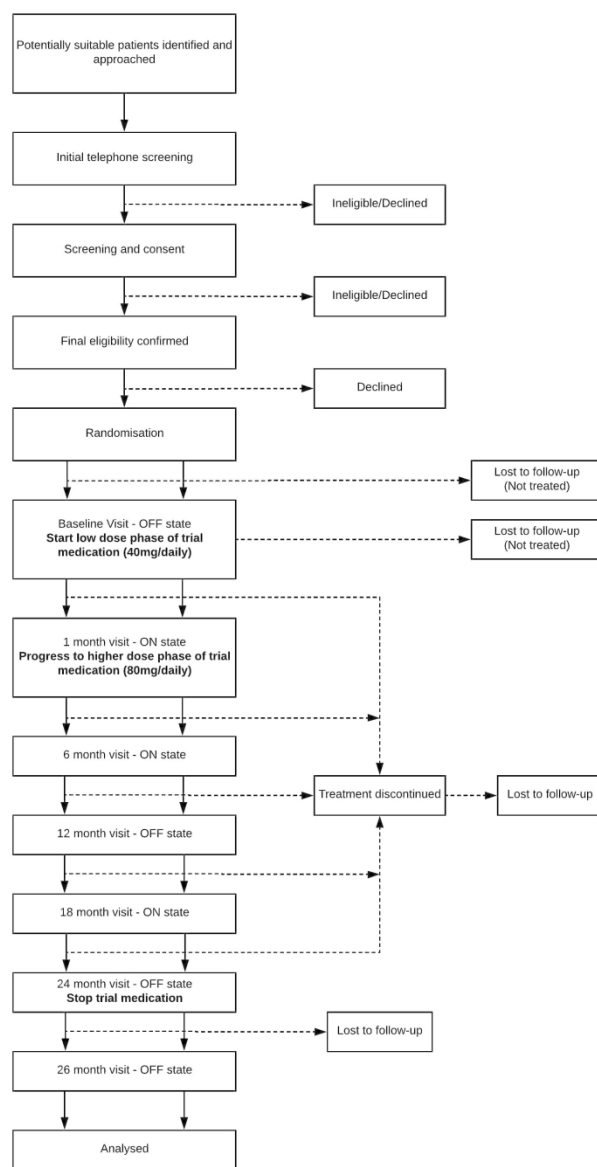 Potentially suitable patients identified and
approached
Initial telephone screening
Ineligible/Declined
Screening and consent
Ineligible/Declined
Final eligibility confirmed
Declined
Randomisation
Lost to follow-up
(Not treated)
Baseline Visit - OFF state
Start low dose phase of trial
medication (40mg/daily)
Lost to follow-up
(Not treated)
1 month visit - ON state
Progress to higher dose phase of trial
medication (80mg/daily)
6 month visit - ON state
Treatment discontinued
Lost to follow-up
12 month visit - OFF state
18 month visit - ON state
24 month visit - OFF state
Stop trial medication
Lost to follow-up
26 month visit - OFF state
Analysed